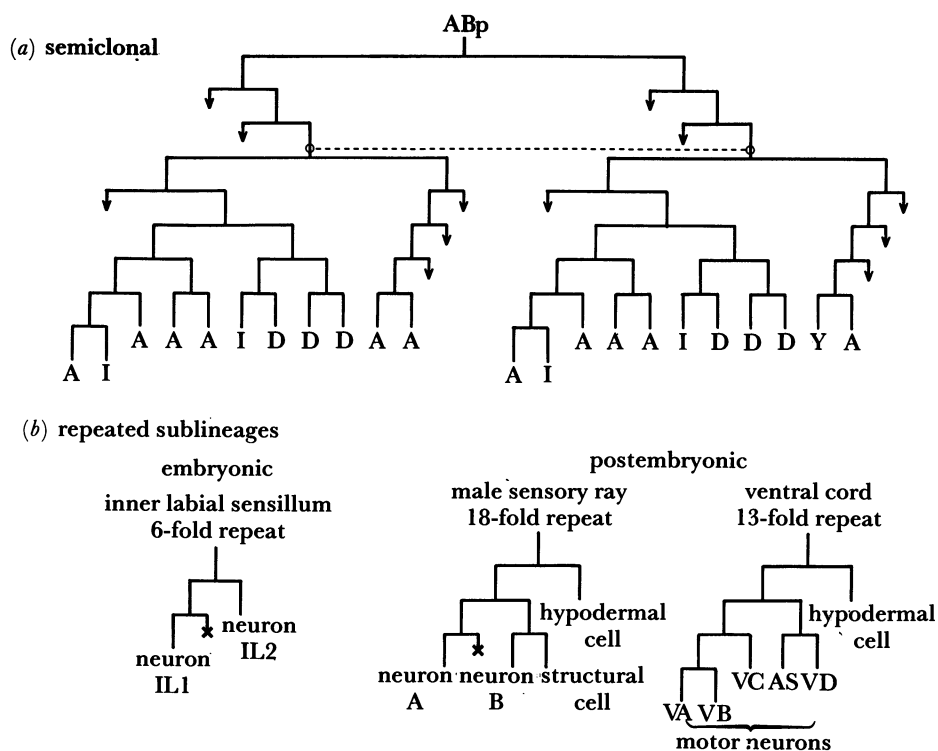 ABp
(a) semiclonal
A A A I D D D A A
A I
A A A I D D D Y A
A I
(b) repeated sublineages
embryonic
inner labial sensillum
6-fold repeat
neuron
IL2
neuron
IL1
postembryonic
male sensory ray
18-fold repeat
hypodermal
cell
neuron neuron structural
A B cell
ventral cord
13-fold repeat
hypodermal
cell
VC AS VD
VA VB
motor neurons